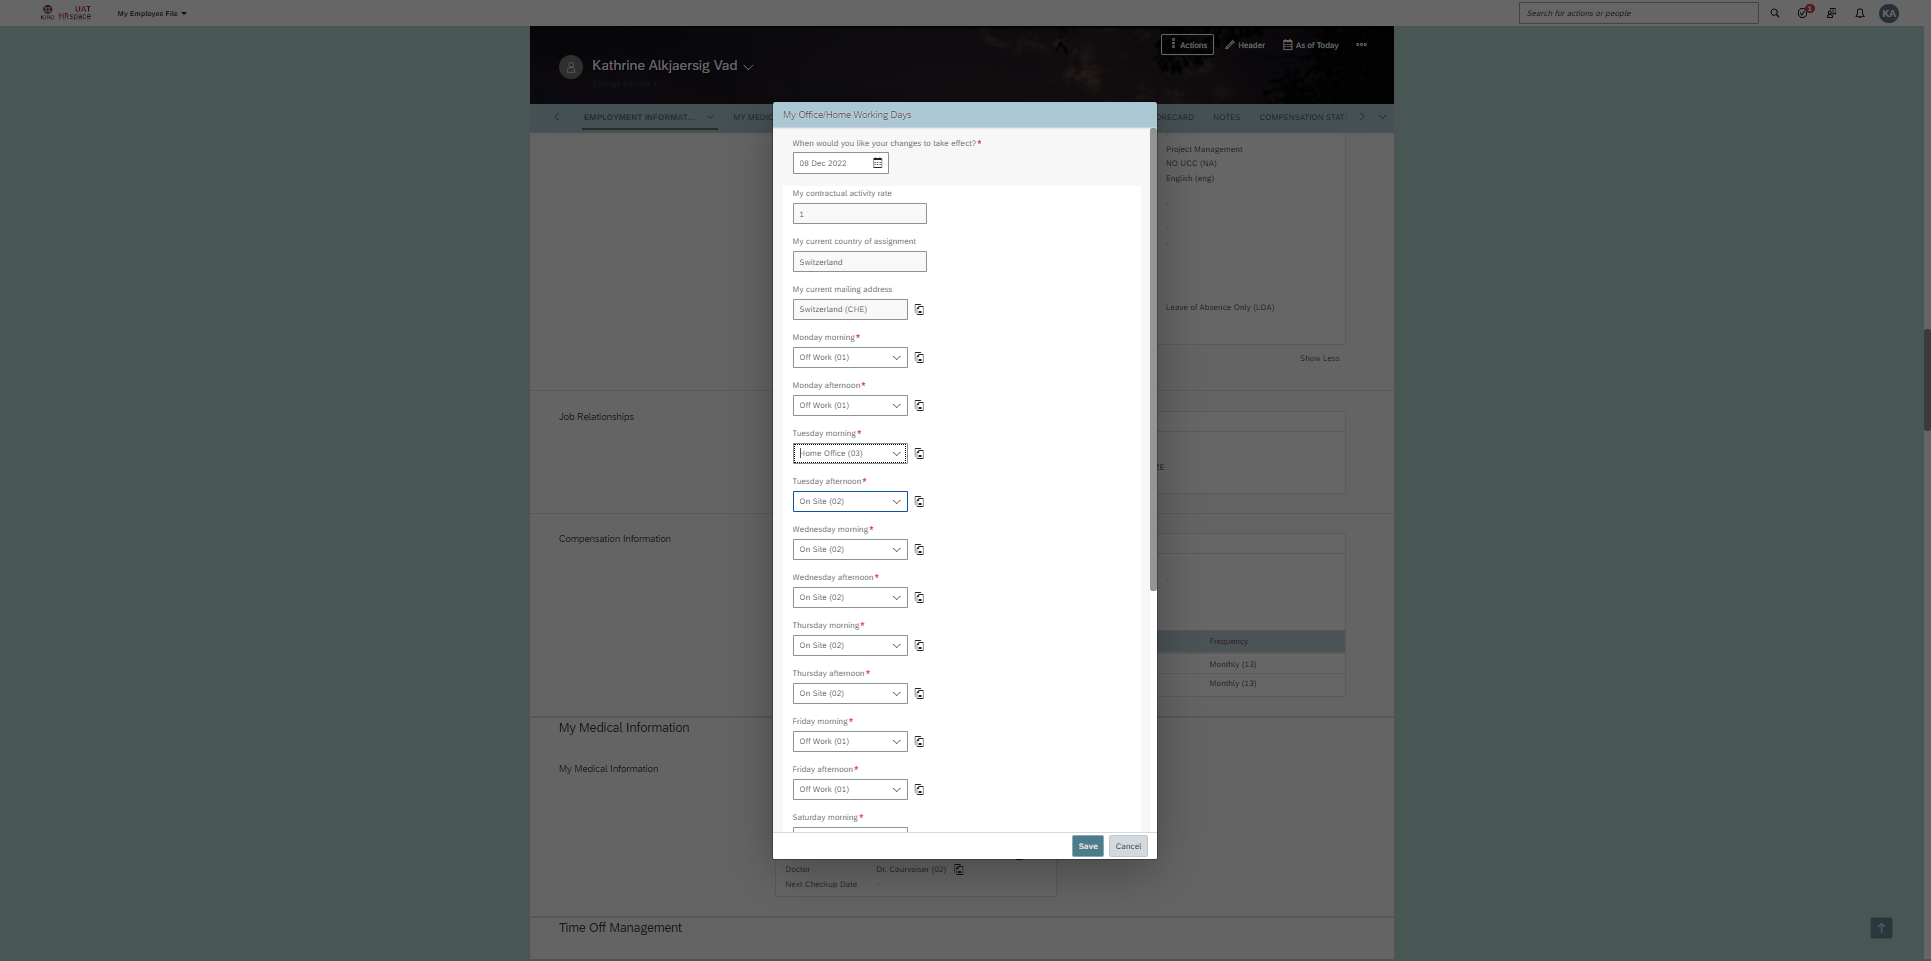 UAT
ICRC HRspace
My Employee File
Search for actions or people
1
KA
Actions
Header
As of Today
Kathrine Alkjaersig Vad
EMPLOYMENT INFORMAT...
MY MEDIC
ORECARD
NOTES
COMPENSATION STAT
My Office/Home Working Days
When would you like your changes to take effect?*
08 Dec 2022
My contractual activity rate
1
My current country of assignment
Switzerland
My current mailing address
Switzerland (CHE)
Monday morning*
Off Work (01)
Monday afternoon*
Off Work (01)
Tuesday morning*
Home Office (03)
Tuesday afternoon*
On Site (02)
Wednesday morning*
On Site (02)
Wednesday afternoon*
On Site (02)
Thursday morning*
On Site (02)
Thursday afternoon*
On Site (02)
Friday morning*
Off Work (01)
Friday afternoon*
Off Work (01)
Saturday morning*
Save
Cancel
Project Management
NO UCC (NA)
English (eng)
Leave of Absence Only (LOA)
Show Less
Job Relationships
ZE
Compensation Information
Frequency
Monthly (13)
Monthly (13)
My Medical Information
My Medical Information
Doctor
Dr. Courvoiser (02)
Next Checkup Date
-
Time Off Management